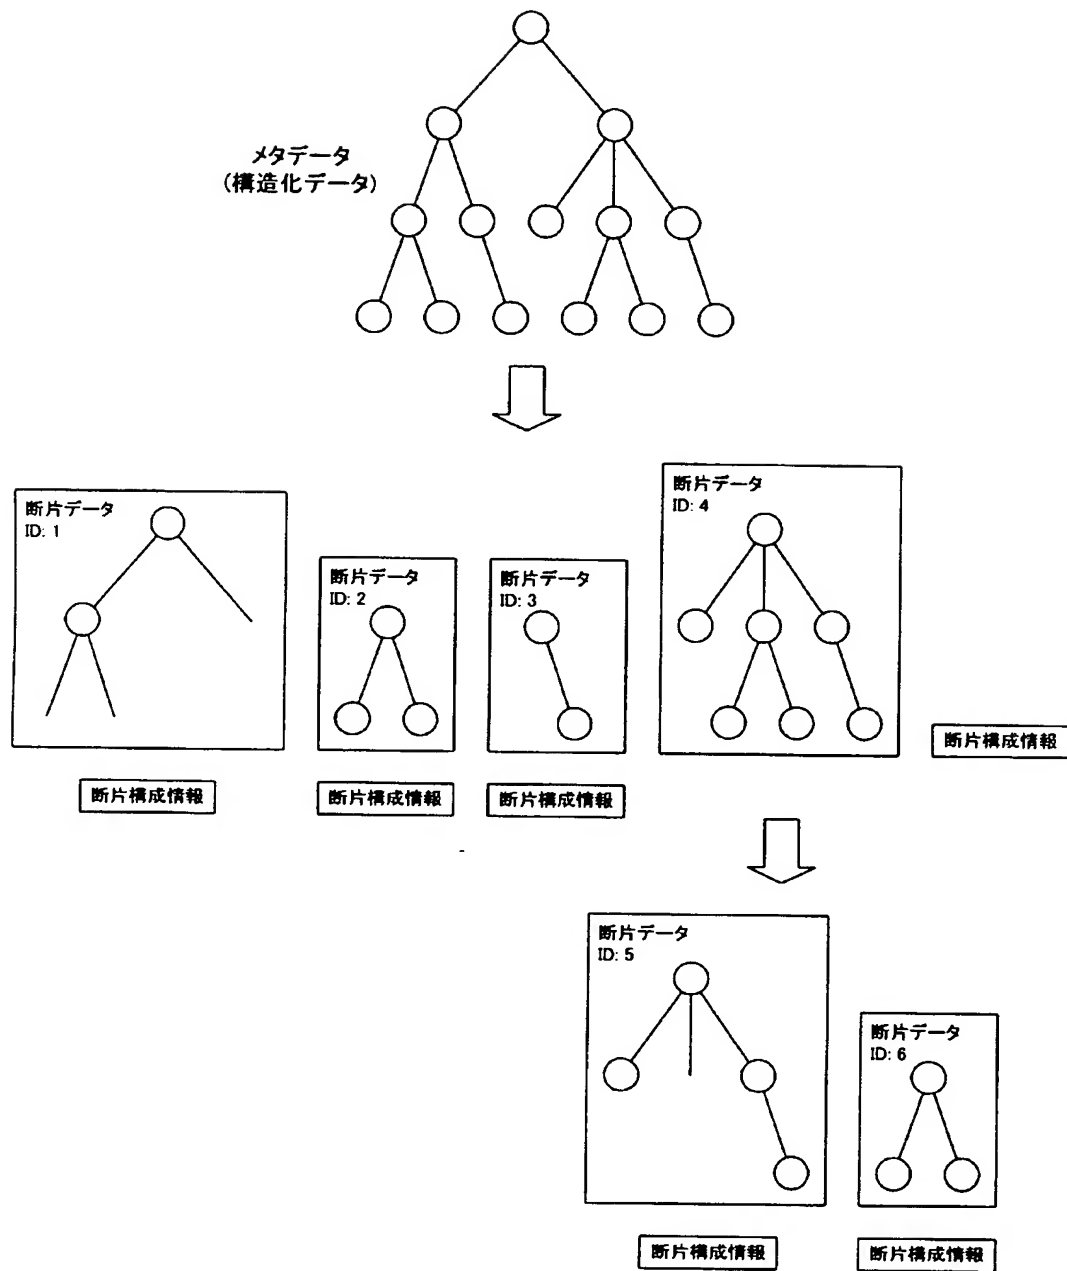 メタデータ
(構造化データ)
断片データ
ID: 1
断片データ
ID: 2
断片データ
ID: 3
断片データ
ID: 4
断片構成情報
断片構成情報
断片構成情報
断片構成情報
断片データ
ID: 5
断片データ
ID: 6
断片構成情報
断片構成情報